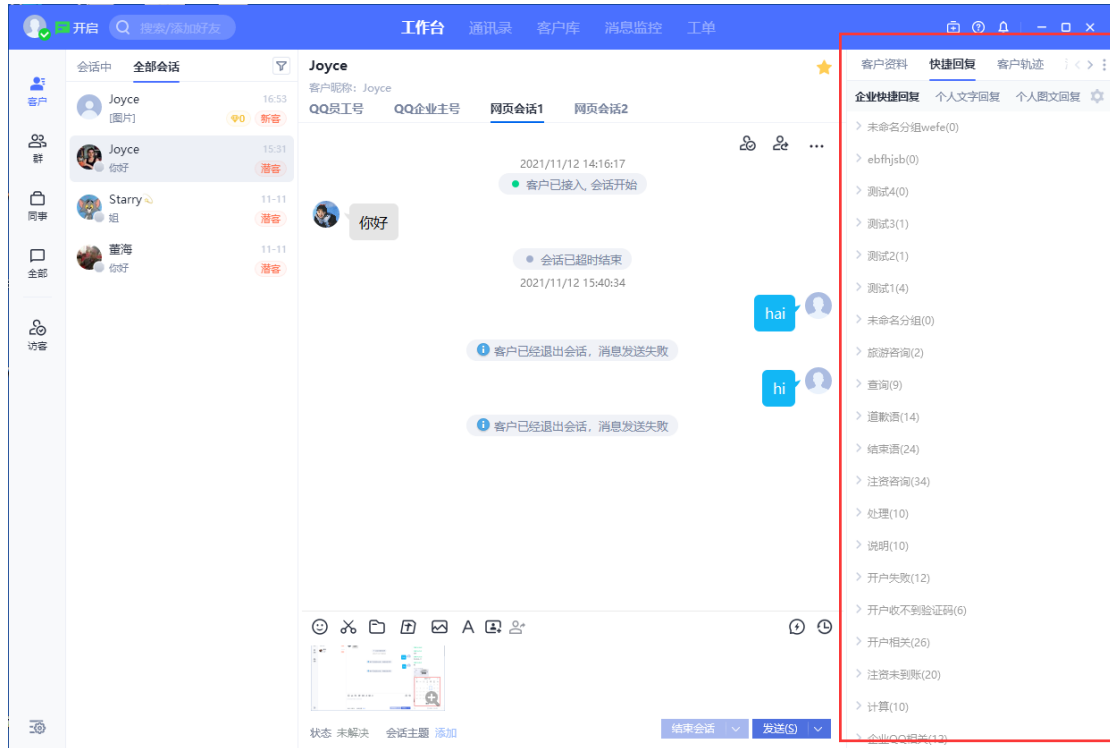 开启 搜索/添加好友 工作台 通讯录 客户库 消息监控 工单
客户
群
同事
全部
访客
会话中 全部会话
Joyce 16:53
[图片] 0 新客
Joyce 15:31
你好 潜客
Starry 11-11
姐 潜客
董海 11-11
你好 潜客
Joyce
客户昵称：Joyce
QQ员工号 QQ企业主号 网页会话1 网页会话2
2021/11/12 14:16:17
客户已接入, 会话开始
你好
会话已超时结束
2021/11/12 15:40:34
hai
客户已经退出会话，消息发送失败
hi
客户已经退出会话，消息发送失败
状态 未解决 会话主题 添加
结束会话 发送(S)
客户资料 快捷回复 客户轨迹
企业快捷回复 个人文字回复 个人图文回复
未命名分组wefe(0)
ebfhjsb(0)
测试4(0)
测试3(1)
测试2(1)
测试1(4)
未命名分组(0)
旅游咨询(2)
查询(9)
道歉语(14)
结束语(24)
注资咨询(34)
处理(10)
说明(10)
开户失败(12)
开户收不到验证码(6)
开户相关(26)
注资未到账(20)
计算(10)
企业QQ相关(12)